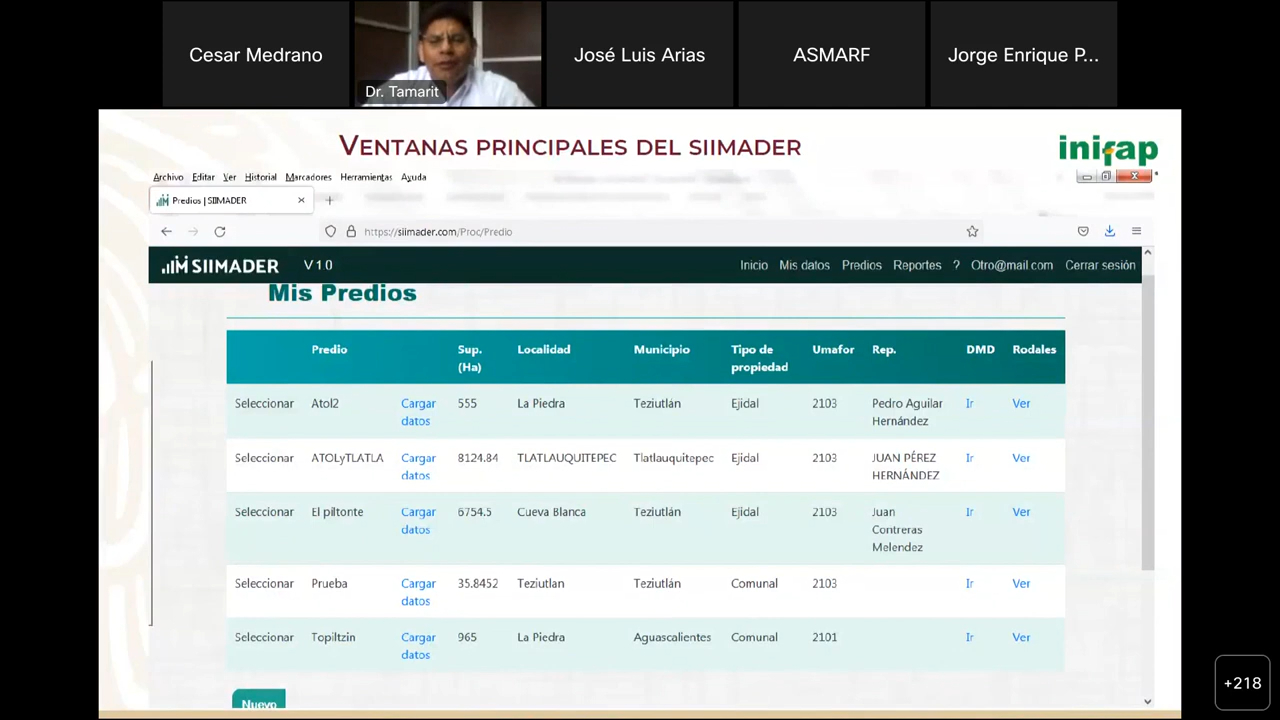 Cesar Medrano
Dr. Tamarit
José Luis Arias
ASMARF
Jorge Enrique P...
VENTANAS PRINCIPALES DEL SIIMADER
inifap
Archivo Editar Ver Historial Marcadores Herramientas Ayuda
Predios | SIIMADER
https://siimader.com/Proc/Predio
SIIMADER V 1.0 Inicio Mis datos Predios Reportes ? Otro@mail.com Cerrar sesión
Mis Predios
Predio Sup. (Ha) Localidad Municipio Tipo de propiedad Umafor Rep. DMD Rodales
Seleccionar Atol2 Cargar datos 555 La Piedra Teziutlán Ejidal 2103 Pedro Aguilar Hernández Ir Ver
Seleccionar ATOLyTLATLA Cargar datos 8124.84 TLATLAUQUITEPEC Tlatlauquitepec Ejidal 2103 JUAN PÉREZ HERNÁNDEZ Ir Ver
Seleccionar El piltonte Cargar datos 6754.5 Cueva Blanca Teziutlán Ejidal 2103 Juan Contreras Melendez Ir Ver
Seleccionar Prueba Cargar datos 35.8452 Teziutlan Teziutlán Comunal 2103 Ir Ver
Seleccionar Topiltzin Cargar datos 965 La Piedra Aguascalientes Comunal 2101 Ir Ver
Nuevo
+218